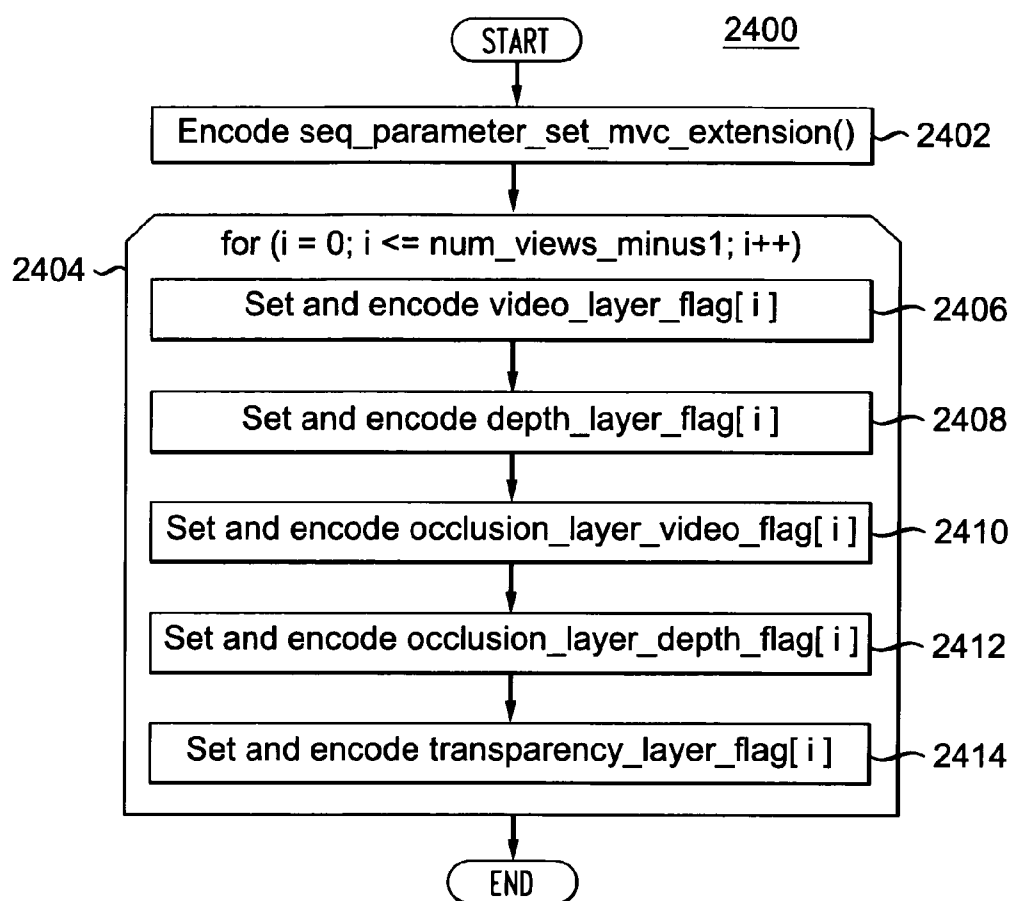 START
2400
Encode seq_parameter_set_mvc_extension()
2402
for (i = 0; i <= num_views_minus1; i++)
2404
Set and encode video_layer_flag[ i ]
2406
Set and encode depth_layer_flag[ i ]
2408
Set and encode occlusion_layer_video_flag[ i ]
2410
Set and encode occlusion_layer_depth_flag[ i ]
2412
Set and encode transparency_layer_flag[ i ]
2414
END